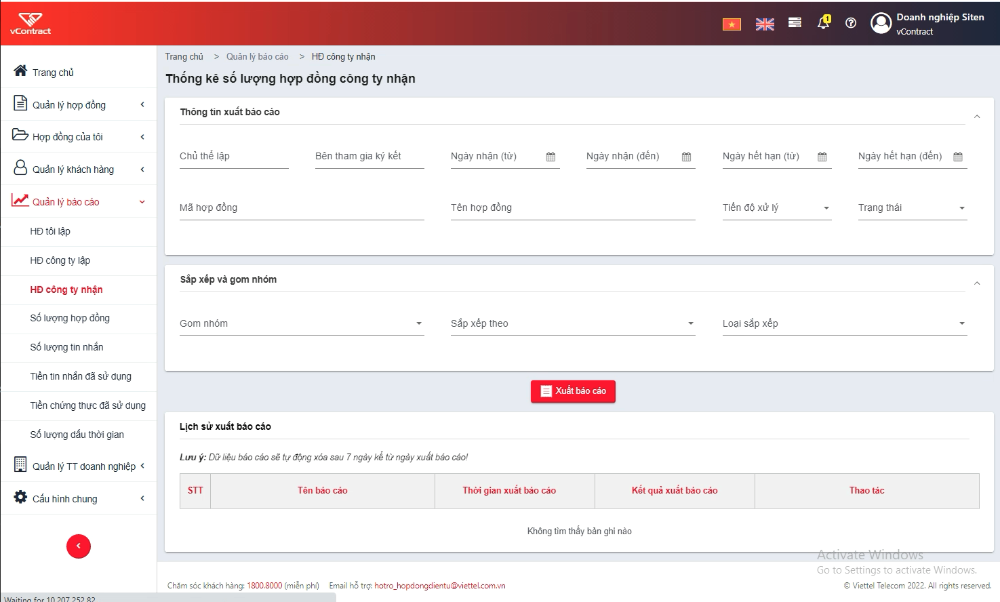 vContract
1
Doanh nghiệp Siten
vContract
Trang chủ > Quản lý báo cáo > HĐ công ty nhận
Thống kê số lượng hợp đồng công ty nhận
Trang chủ
Quản lý hợp đồng
Hợp đồng của tôi
Quản lý khách hàng
Quản lý báo cáo
HĐ tôi lập
HĐ công ty lập
HĐ công ty nhận
Số lượng hợp đồng
Số lượng tin nhắn
Tiền tin nhắn đã sử dụng
Tiền chứng thực đã sử dụng
Số lượng dấu thời gian
Quản lý TT doanh nghiệp
Cấu hình chung
Thông tin xuất báo cáo
Chủ thể lập
Bên tham gia ký kết
Ngày nhận (từ)
Ngày nhận (đến)
Ngày hết hạn (từ)
Ngày hết hạn (đến)
Mã hợp đồng
Tên hợp đồng
Tiến độ xử lý
Trạng thái
Sắp xếp và gom nhóm
Gom nhóm
Sắp xếp theo
Loại sắp xếp
Xuất báo cáo
Lịch sử xuất báo cáo
Lưu ý: Dữ liệu báo cáo sẽ tự động xóa sau 7 ngày kể từ ngày xuất báo cáo!
STT
Tên báo cáo
Thời gian xuất báo cáo
Kết quả xuất báo cáo
Thao tác
Không tìm thấy bản ghi nào
Activate Windows
Go to Settings to activate Windows.
Chăm sóc khách hàng: 1800.8000 (miễn phí) Email hỗ trợ: hotro_hopdongdientu@viettel.com.vn
© Viettel Telecom 2022. All rights reserved.
Waiting for 10.207.252.82